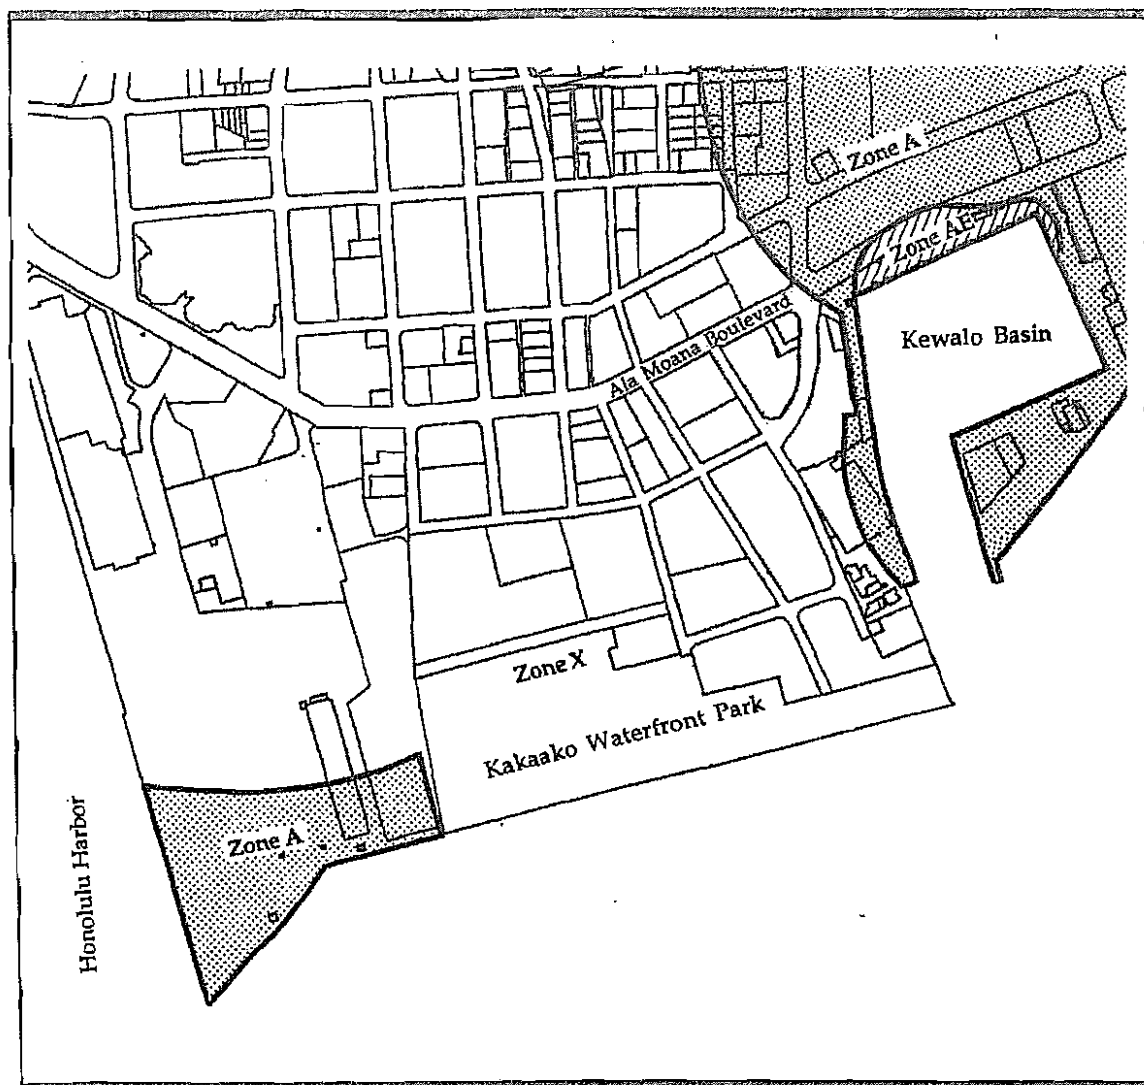 Zone A
Zone AE
Kewalo Basin
Ala Moana Boulevard
Zone X
Kakaako Waterfront Park
Zone A
Honolulu Harbor